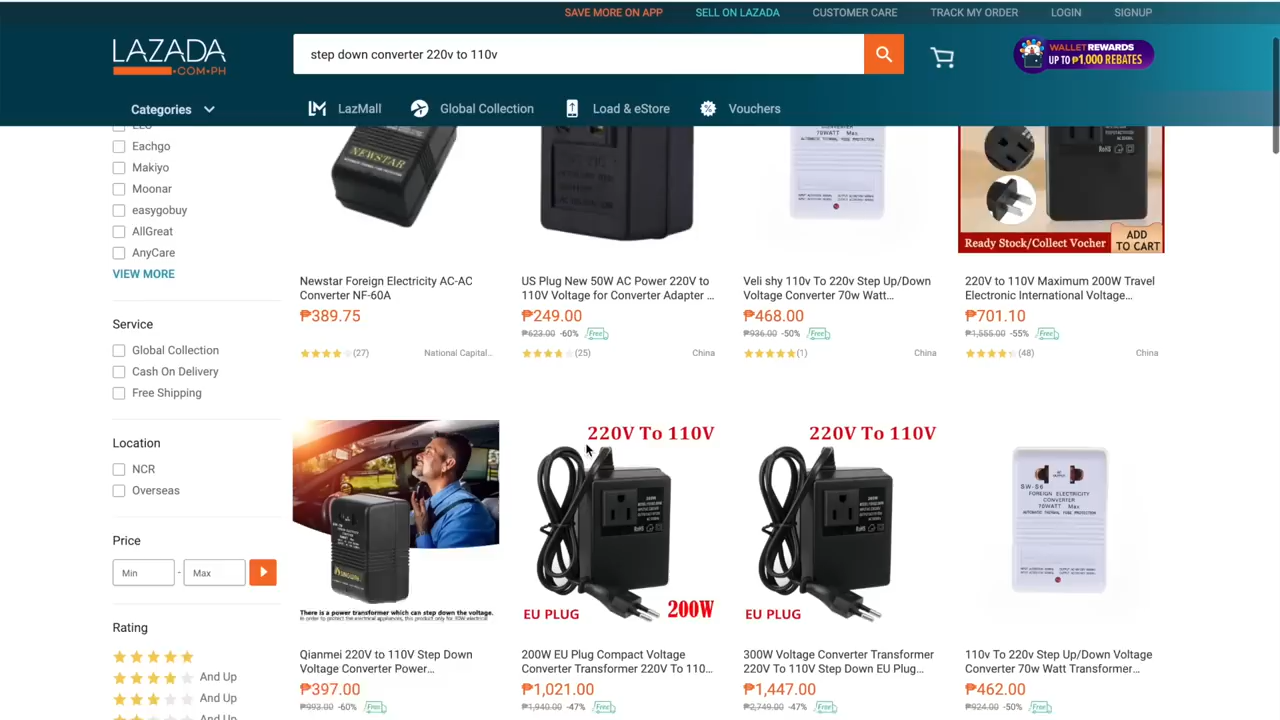 SAVE MORE ON APP
SELL ON LAZADA
CUSTOMER CARE
TRACK MY ORDER
LOGIN
SIGNUP
LAZADA
.COM.PH
step down converter 220v to 110v
WALLET REWARDS
UP TO ₱1,000 REBATES
Categories
LazMall
Global Collection
Load & eStore
Vouchers
Eachgo
Makiyo
Moonar
easygobuy
AllGreat
AnyCare
VIEW MORE
Service
Global Collection
Cash On Delivery
Free Shipping
Location
NCR
Overseas
Price
Min - Max
Rating
And Up
And Up
And Up
NEWSTAR
70WATT Max
RoHS
Ready Stock/Collect Vocher
ADD
TO CART
Newstar Foreign Electricity AC-AC
Converter NF-60A
₱389.75
(27)
National Capital..
US Plug New 50W AC Power 220V to
110V Voltage for Converter Adapter ...
₱249.00
₱623.00 -60% Free
(25)
China
Veli shy 110v To 220v Step Up/Down
Voltage Converter 70w Watt...
₱468.00
₱936.00 -50% Free
(1)
China
220V to 110V Maximum 200W Travel
Electronic International Voltage...
₱701.10
₱1,555.00 -55% Free
(48)
China
There is a power transformer which can step down the voltage.
Qianmei 220V to 110V Step Down
Voltage Converter Power...
₱397.00
₱993.00 -60% Free
220V To 110V
EU PLUG
200W
200W EU Plug Compact Voltage
Converter Transformer 220V To 110...
₱1,021.00
₱1,940.00 -47% Free
220V To 110V
EU PLUG
300W Voltage Converter Transformer
220V To 110V Step Down EU Plug...
₱1,447.00
₱2,749.00 -47% Free
FOREIGN ELECTRICITY
CONVERTER
70WATT Max
110v To 220v Step Up/Down
Voltage Converter 70w Watt Transformer...
₱462.00
₱924.00 -50% Free